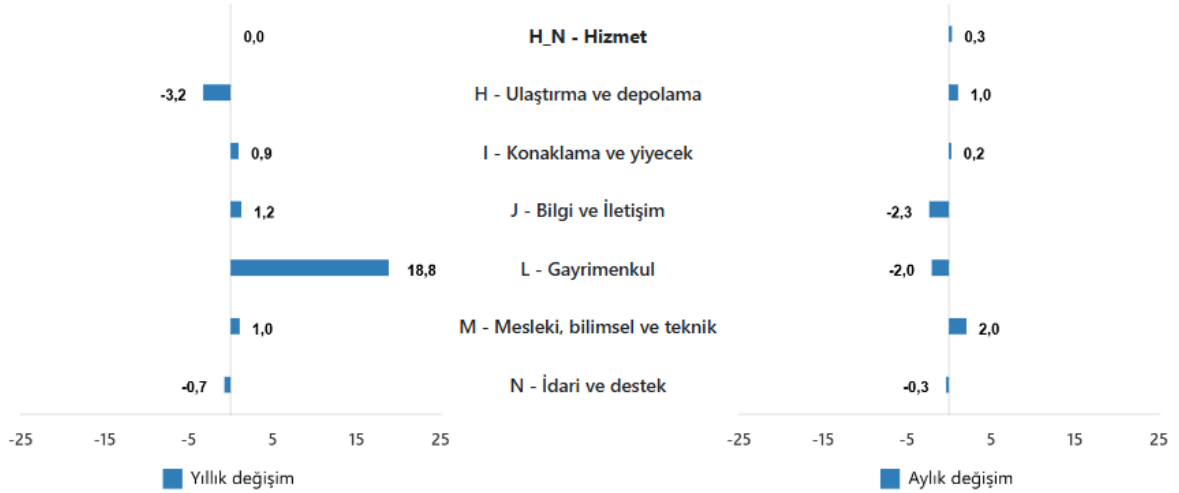 0,0 H_N - Hizmet 0,3
-3,2 H - Ulaştırma ve depolama 1,0
0,9 I - Konaklama ve yiyecek 0,2
1,2 J - Bilgi ve İletişim -2,3
18,8 L - Gayrimenkul -2,0
1,0 M - Mesleki, bilimsel ve teknik 2,0
-0,7 N - İdari ve destek -0,3
-25 -15 -5 5 15 25 -25 -15 -5 5 15 25
Yıllık değişim Aylık değişim